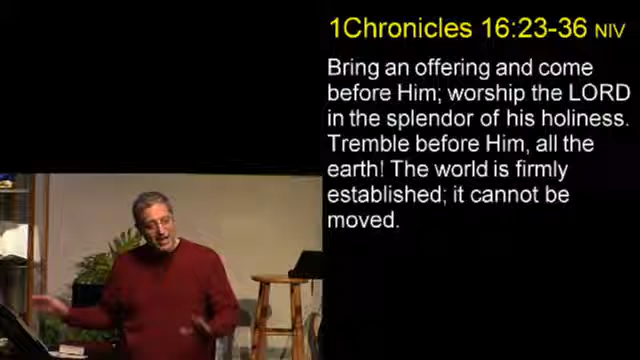 1Chronicles 16:23-36 NIV
Bring an offering and come
before Him; worship the LORD
in the splendor of his holiness.
Tremble before Him, all the
earth! The world is firmly
established; it cannot be
moved.